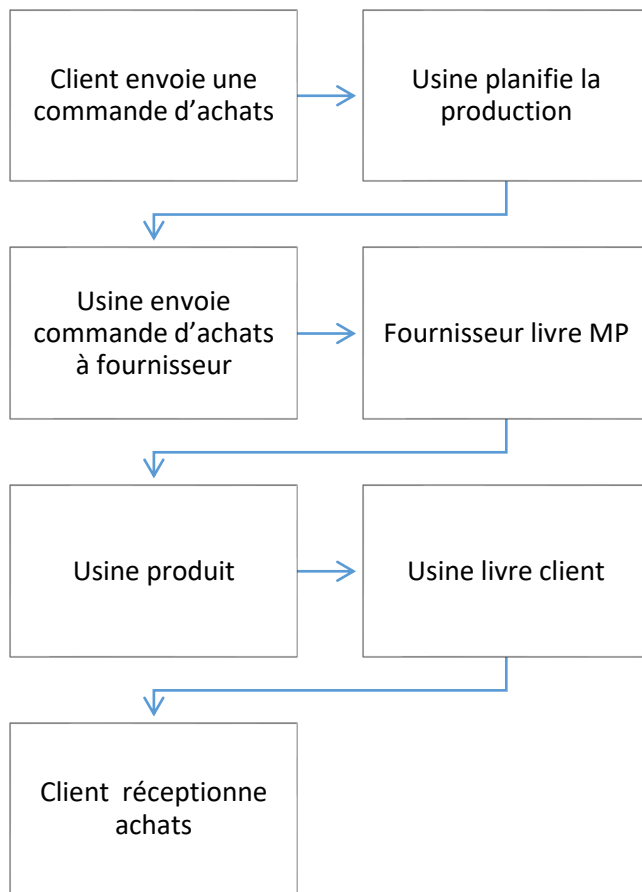 Client envoie une
commande d’achats
Usine planifie la
production
Usine envoie
commande d’achats
à fournisseur
Fournisseur livre MP
Usine produit
Usine livre client
Client  réceptionne
achats